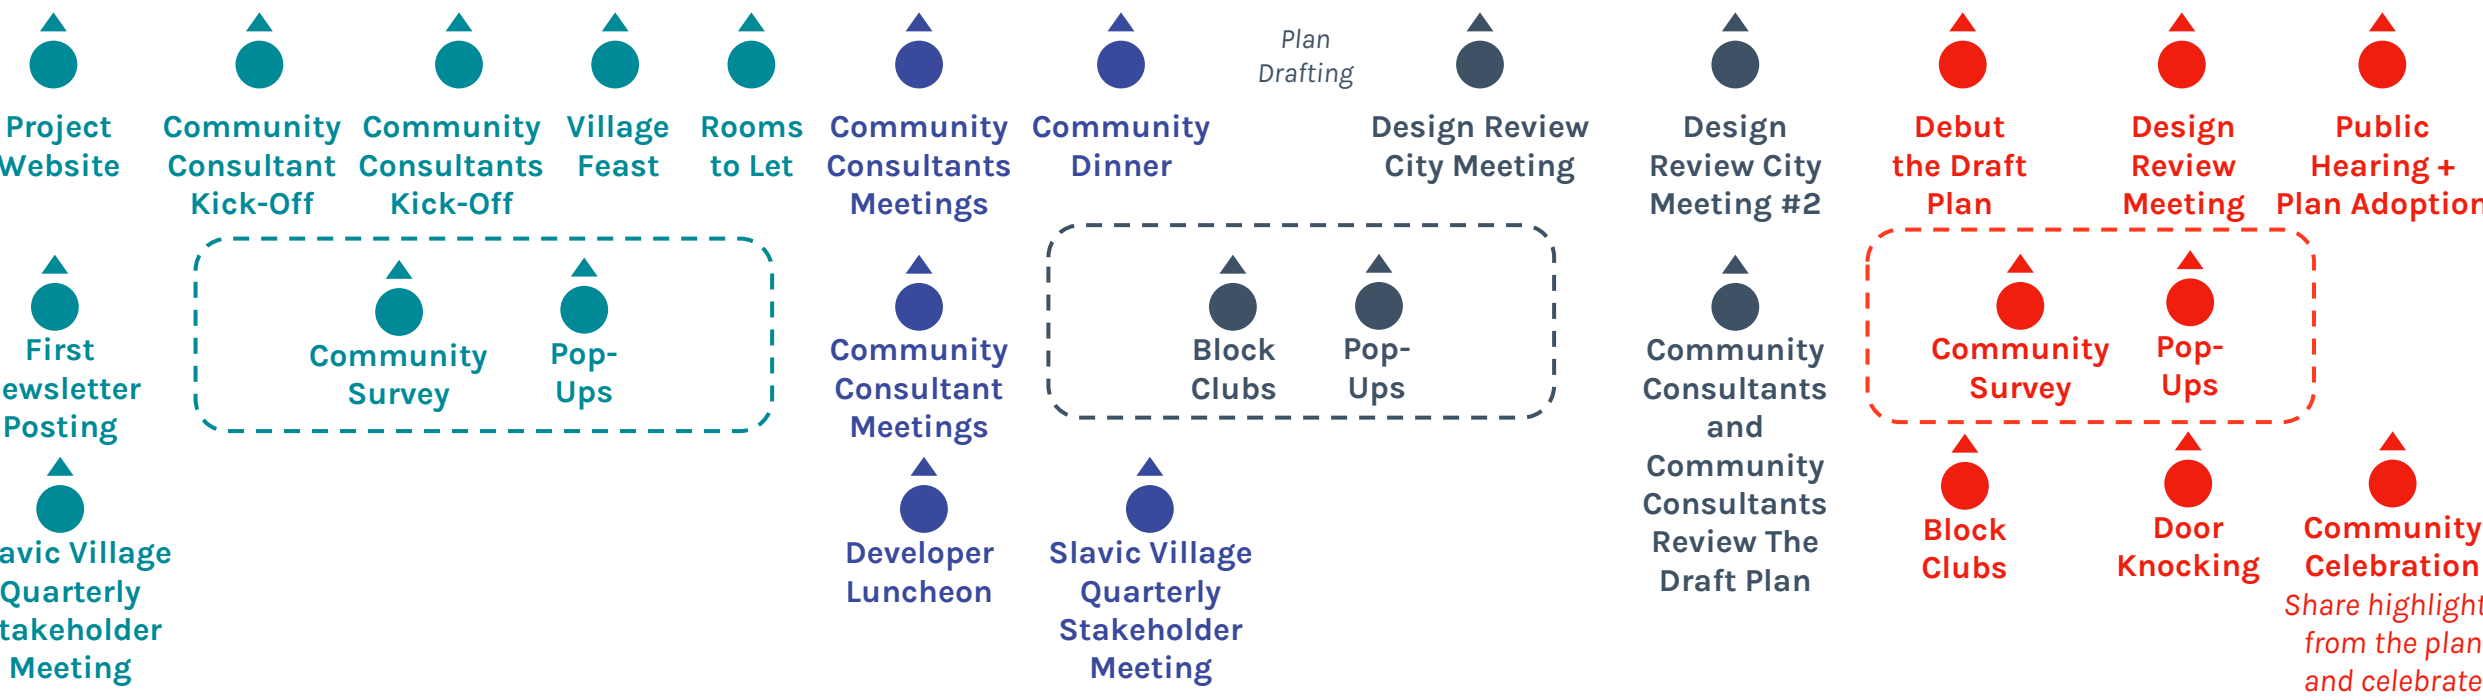 Project
Website
Community
Consultant
Kick-Off
Community
Consultants
Kick-Off
Village
Feast
Rooms
to Let
Community
Consultants
Meetings
Community
Dinner
Plan
Drafting
Design Review
City Meeting
Design
Review City
Meeting #2
Debut
the Draft
Plan
Design
Review
Meeting
Public
Hearing +
Plan Adoption
First
ewsletter
Posting
Community
Survey
Pop-
Ups
Community
Consultant
Meetings
Block
Clubs
Pop-
Ups
Community
Consultants
and
Community
Consultants
Review The
Draft Plan
Community
Survey
Pop-
Ups
avic Village
Quarterly
takeholder
Meeting
Developer
Luncheon
Slavic Village
Quarterly
Stakeholder
Meeting
Block
Clubs
Door
Knocking
Community
Celebration
Share highlight
from the plan
and celebrate